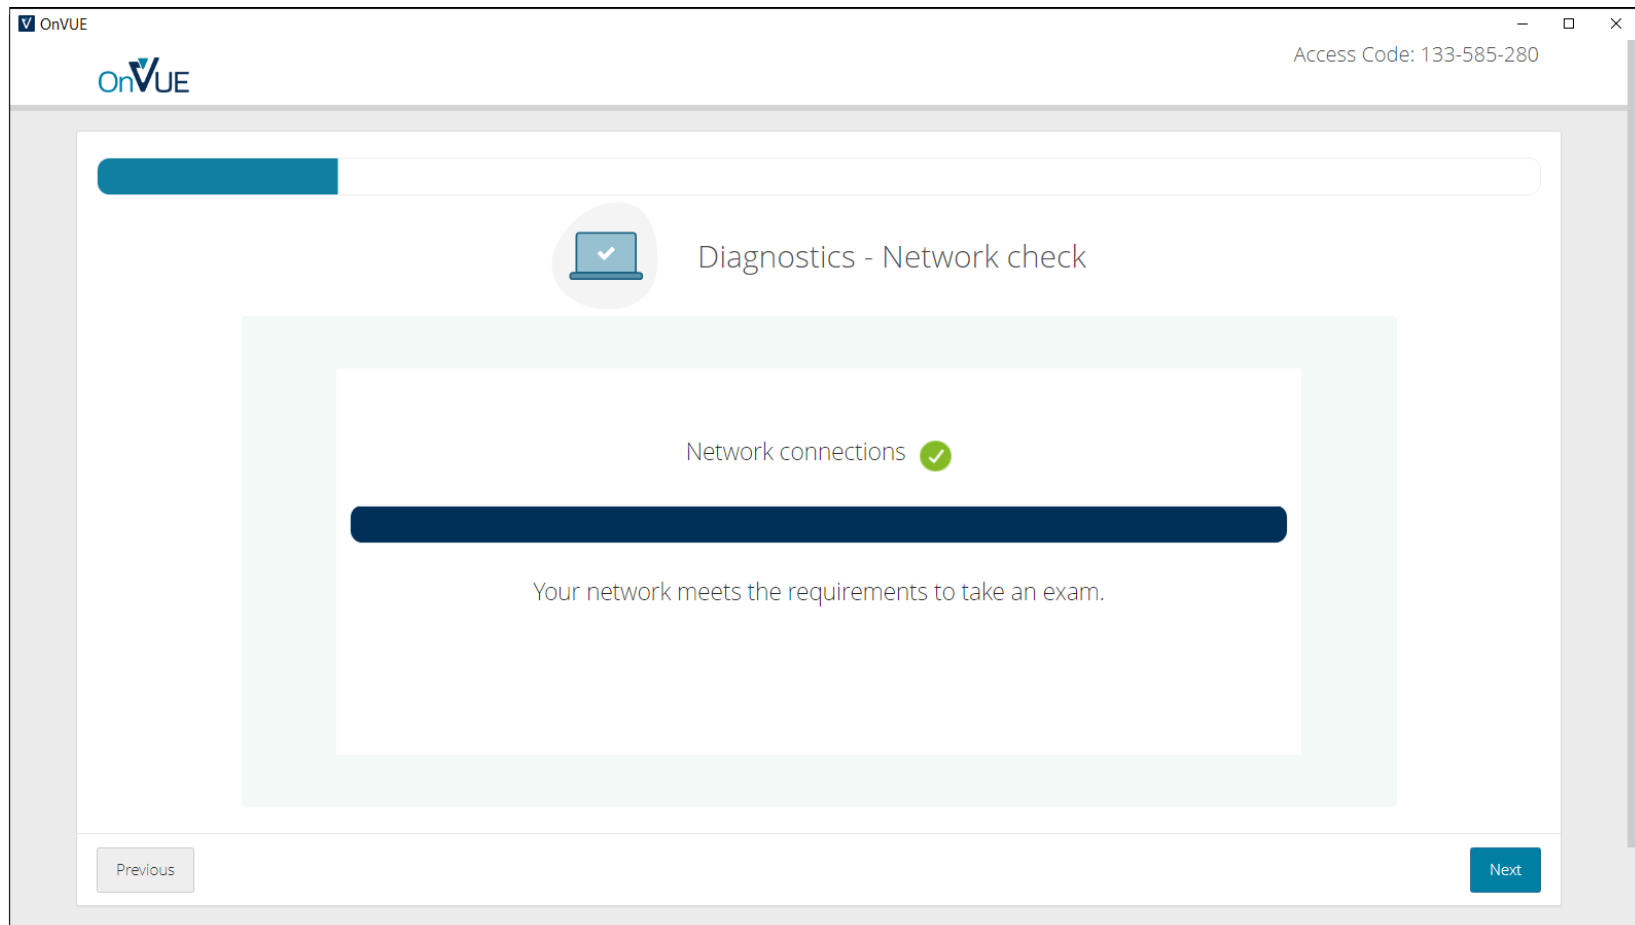 OnVUE
Access Code: 133-585-280
OnVUE
Diagnostics - Network check
Network connections
Your network meets the requirements to take an exam.
Previous
Next